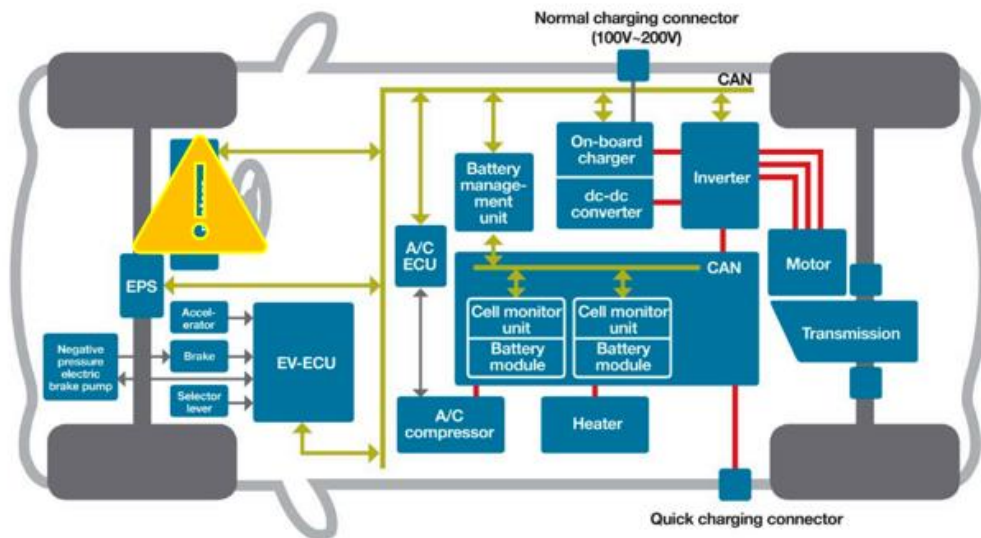 Normal charging connector
(100V~200V)
CAN
On-board
charger
dc-dc
converter
Inverter
Battery
manage-
ment
unit
A/C
ECU
CAN
Motor
EPS
Cell monitor
unit
Battery
module
Cell monitor
unit
Battery
module
Transmission
Accel-
erator
Brake
Selector
lever
Negative
pressure
electric
brake pump
EV-ECU
A/C
compressor
Heater
Quick charging connector